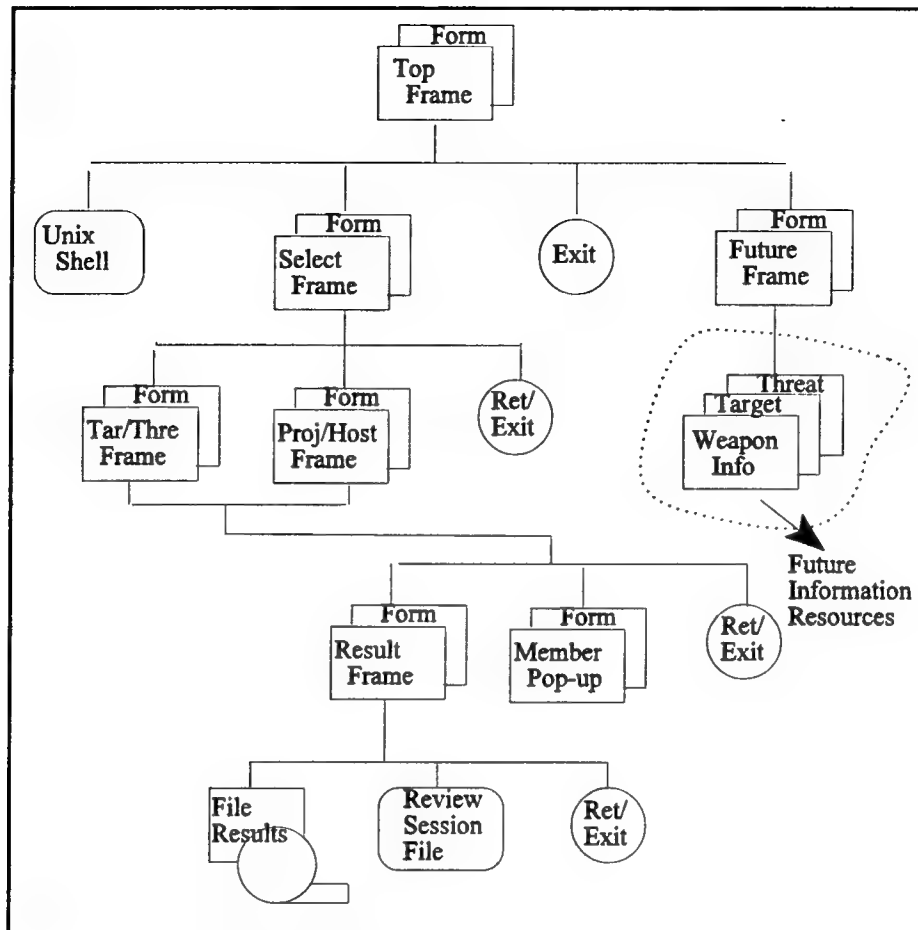 Form
Top
Frame
Unix
Shell
Form
Select
Frame
Exit
Form
Future
Frame
Form
Tar/Thre
Frame
Form
Proj/Host
Frame
Ret/
Exit
Threat
Target
Weapon
Info
Future
Information
Resources
Form
Result
Frame
Form
Member
Pop-up
Ret/
Exit
File
Results
Review
Session
File
Ret/
Exit